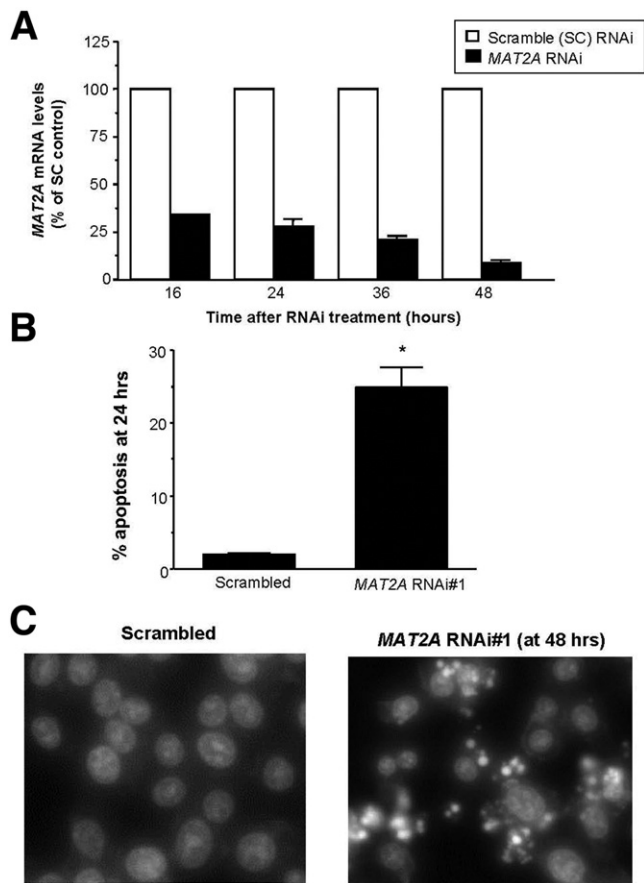 A
125
100
75
50
25
0
MAT2A mRNA levels
(% of SC control)
Scramble (SC) RNAi
MAT2A RNAi
16 24 36 48
Time after RNAi treatment (hours)
B
30
20
10
0
% apoptosis at 24 hrs
*
Scrambled MAT2A RNAi#1
C
Scrambled MAT2A RNAi#1 (at 48 hrs)